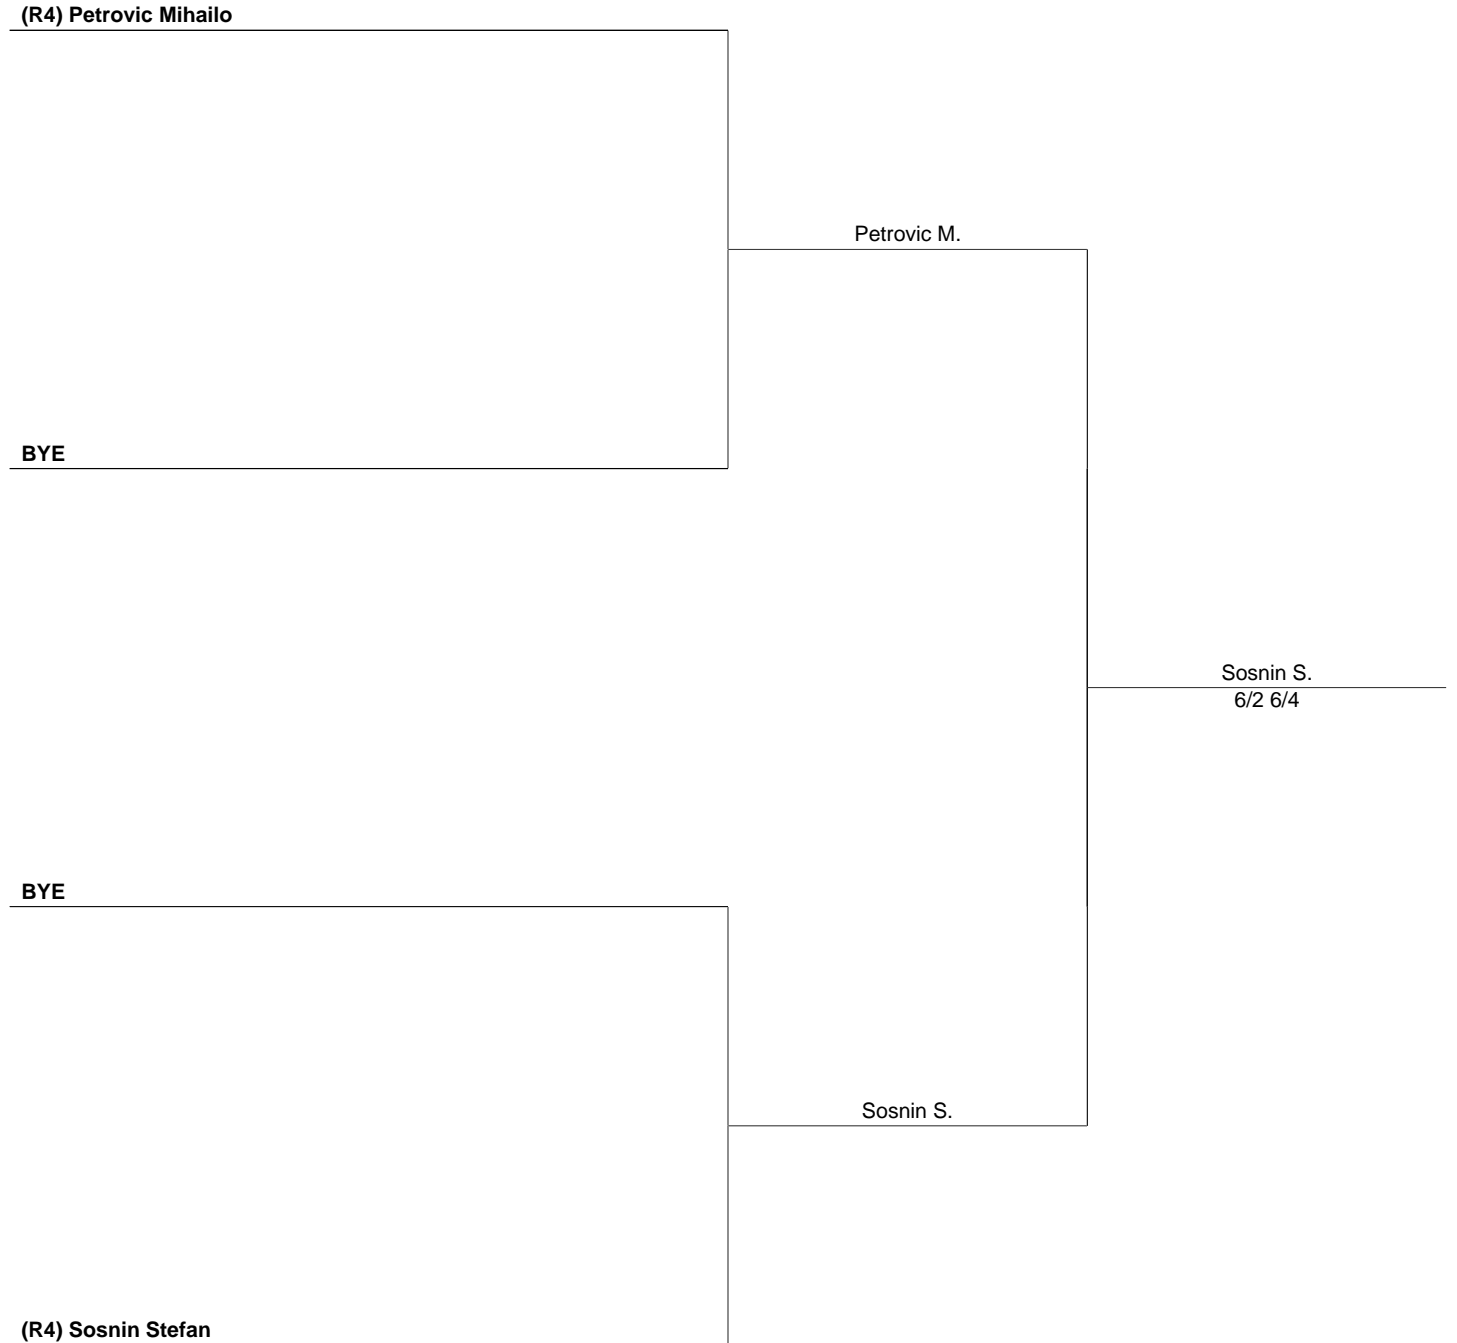 (R4) Petrovic Mihailo
Petrovic M.
BYE
Sosnin S.
6/2 6/4
BYE
Sosnin S.
(R4) Sosnin Stefan